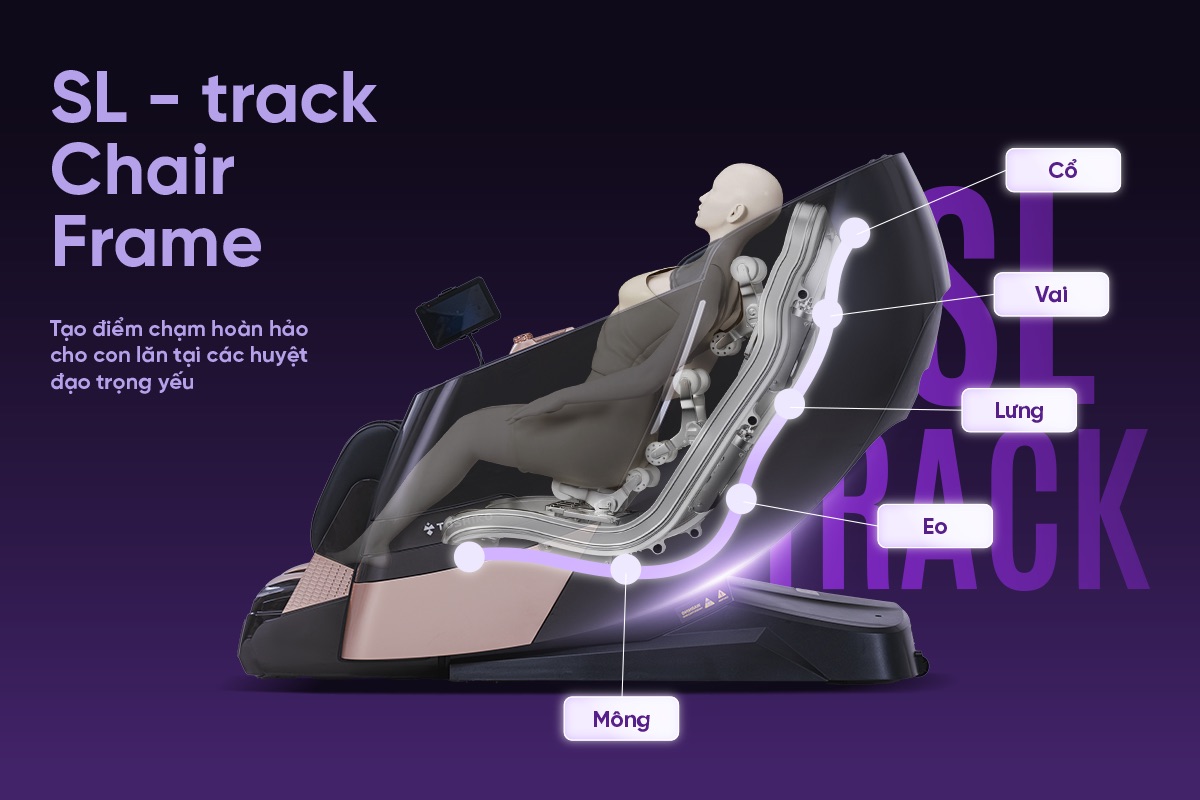 SL - track
Chair
Frame
Tạo điểm chạm hoàn hảo
cho con lăn tại các huyệt
đạo trọng yếu
Cổ
Vai
Lưng
Eo
Mông
SL
TRACK